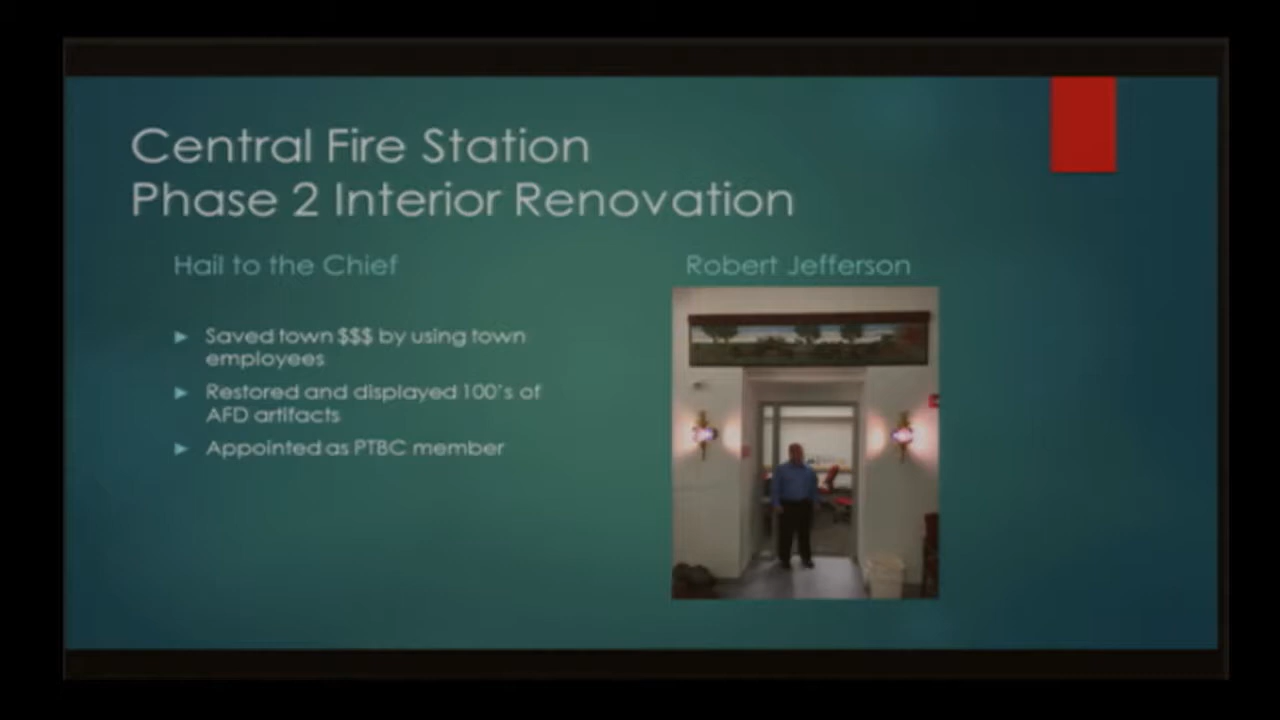 Central Fire Station
Phase 2 Interior Renovation
Hail to the Chief
Robert Jefferson
Saved town $$$ by using town
employees
Restored and displayed 100's of
AFD artifacts
Appointed as PTBC member